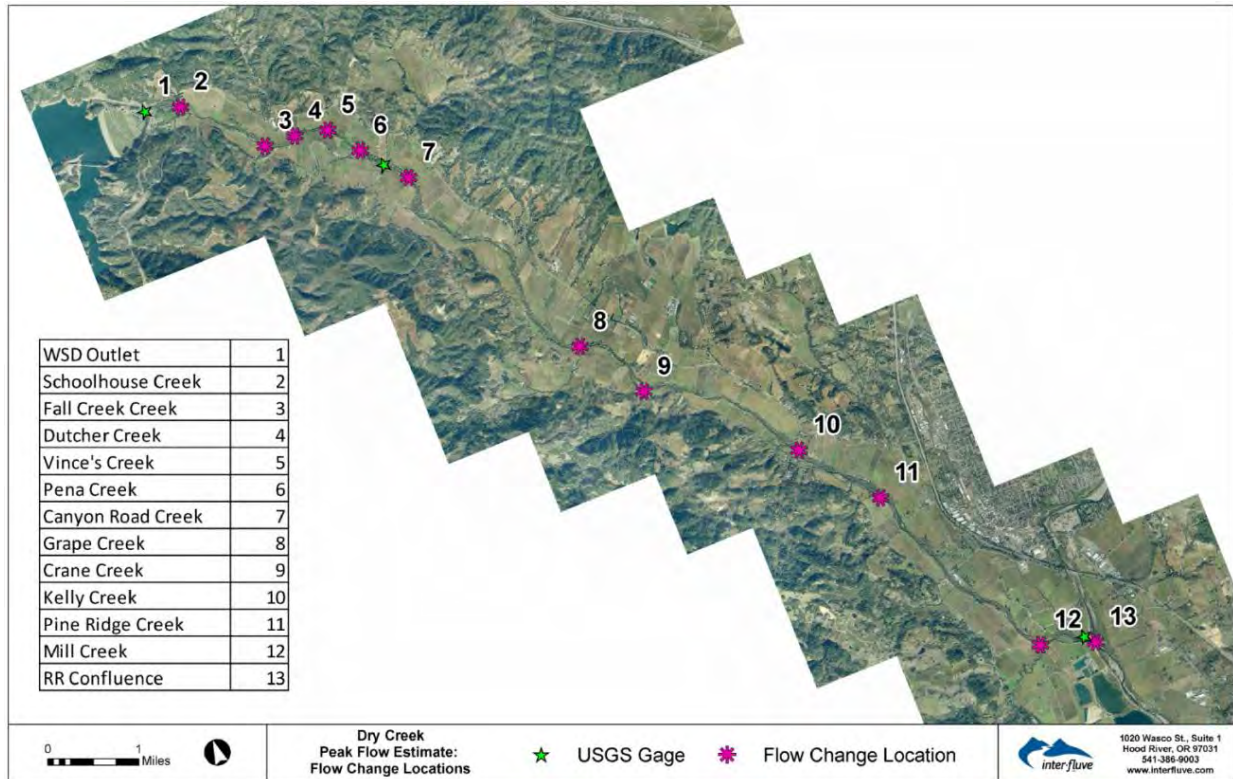 1
2
3
4
5
6
7
8
9
10
11
12
13
WSD Outlet 1
Schoolhouse Creek 2
Fall Creek Creek 3
Dutcher Creek 4
Vince's Creek 5
Pena Creek 6
Canyon Road Creek 7
Grape Creek 8
Crane Creek 9
Kelly Creek 10
Pine Ridge Creek 11
Mill Creek 12
RR Confluence 13
0 1
Miles
Dry Creek
Peak Flow Estimate:
Flow Change Locations
USGS Gage
Flow Change Location
inter-fluve
1020 Wasco St., Suite 1
Hood River, OR 97031
541-386-9003
www.interfluve.com